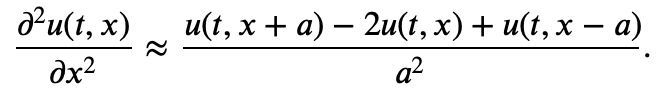 ∂²u(t, x)/∂x² ≈ (u(t, x + a) − 2u(t, x) + u(t, x − a))/a².